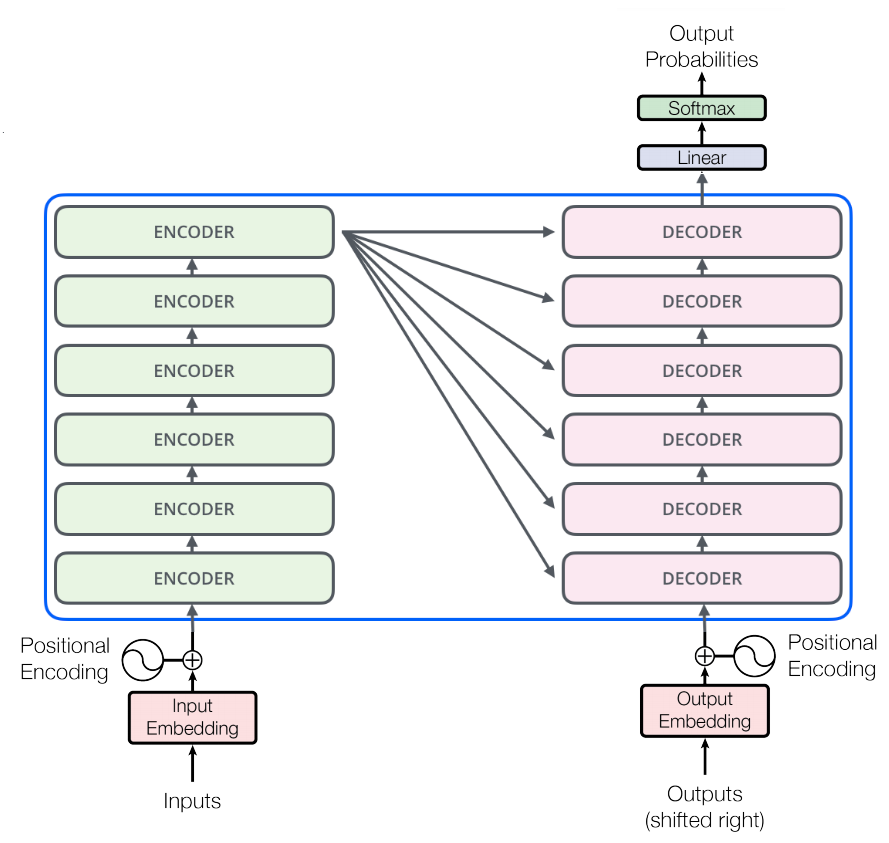 Output
Probabilities
Softmax
Linear
ENCODER
ENCODER
ENCODER
ENCODER
ENCODER
ENCODER
DECODER
DECODER
DECODER
DECODER
DECODER
DECODER
Positional
Encoding
Input
Embedding
Inputs
Positional
Encoding
Output
Embedding
Outputs
(shifted right)